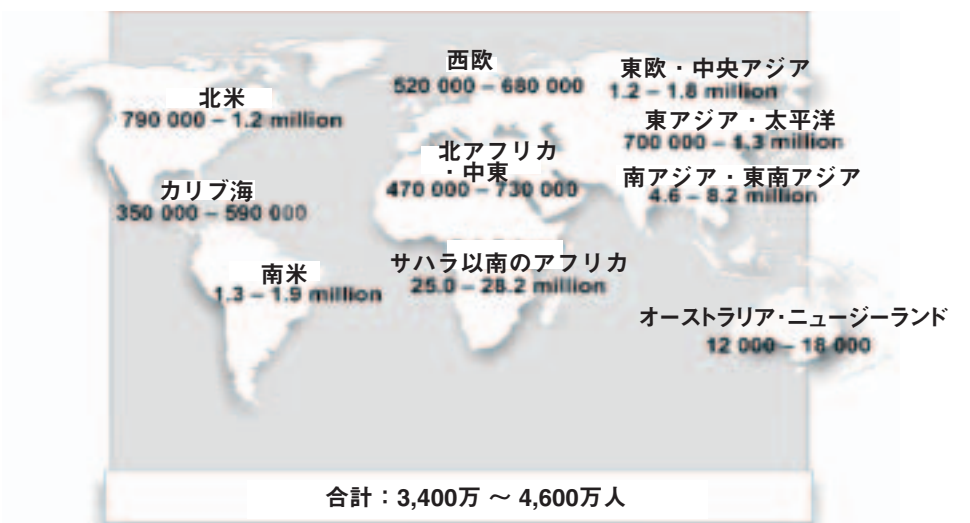 西欧
520 000 – 680 000
東欧・中央アジア
1.2 – 1.8 million
北米
790 000 – 1.2 million
東アジア・太平洋
700 000 – 1.3 million
北アフリカ
・中東
470 000 – 730 000
南アジア・東南アジア
4.6 – 8.2 million
カリブ海
350 000 – 590 000
サハラ以南のアフリカ
25.0 – 28.2 million
南米
1.3 – 1.9 million
オーストラリア・ニュージーランド
12 000 – 18 000
合計：3,400万 ～ 4,600万人